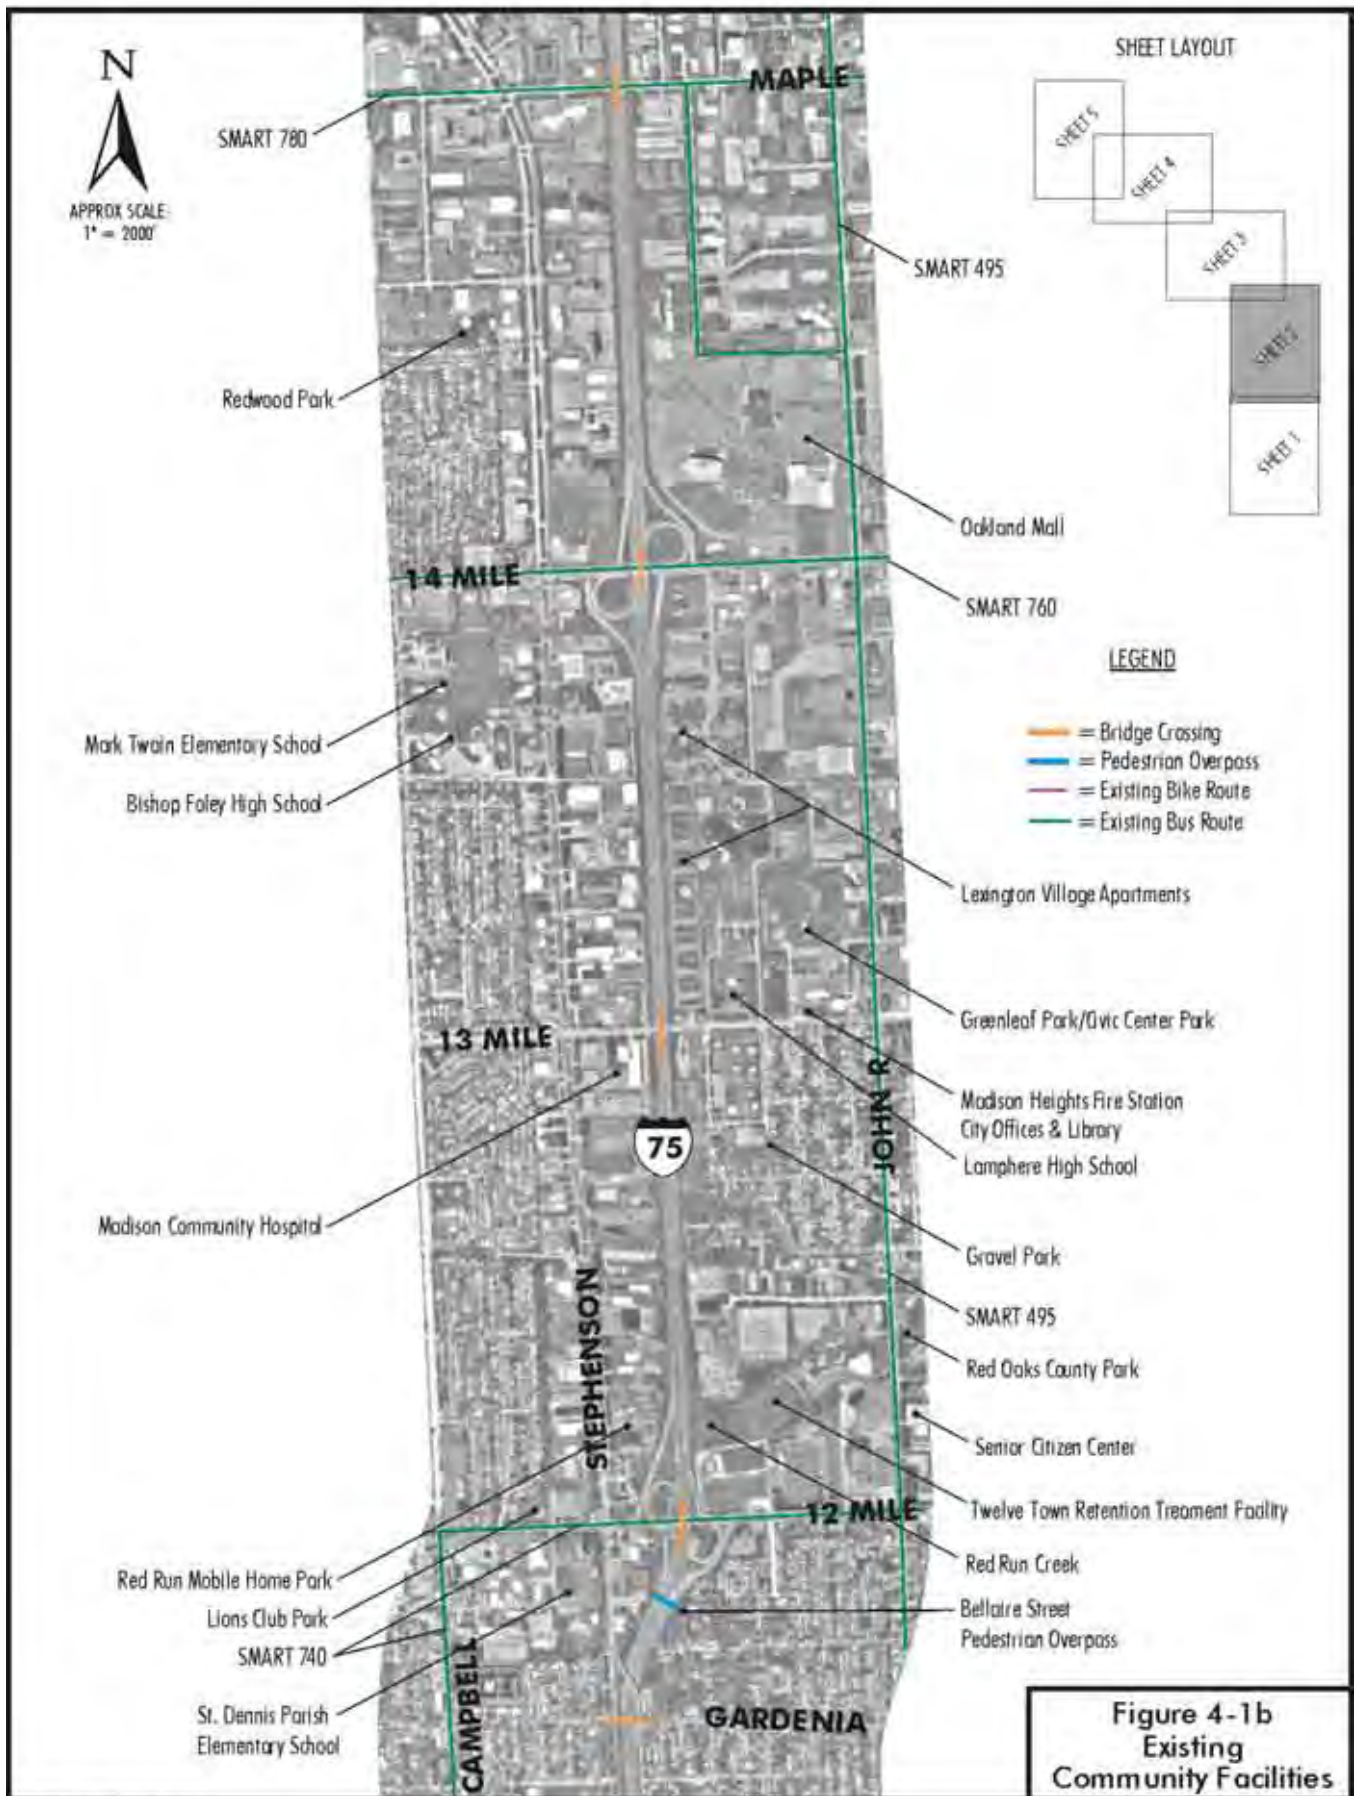 N
APPROX SCALE:
1" = 2000'
SHEET LAYOUT
SHEET 5
SHEET 4
SHEET 3
SHEET 2
SHEET 1
MAPLE
SMART 780
SMART 495
Redwood Park
Oakland Mall
14 MILE
SMART 760
LEGEND
= Bridge Crossing
= Pedestrian Overpass
= Existing Bike Route
= Existing Bus Route
Mark Twain Elementary School
Bishop Foley High School
Lexington Village Apartments
Greenleaf Park/Civic Center Park
13 MILE
JOHN R
Madison Heights Fire Station
City Offices & Library
Lamphere High School
75
Madison Community Hospital
Gravel Park
STEPHENSON
SMART 495
Red Oaks County Park
Senior Citizen Center
12 MILE
Twelve Town Retention Treament Facility
Red Run Creek
Red Run Mobile Home Park
Lions Club Park
SMART 740
Bellaire Street
Pedestrian Overpass
CAMPBELL
St. Dennis Parish
Elementary School
GARDENIA
Figure 4-1b
Existing
Community Facilities